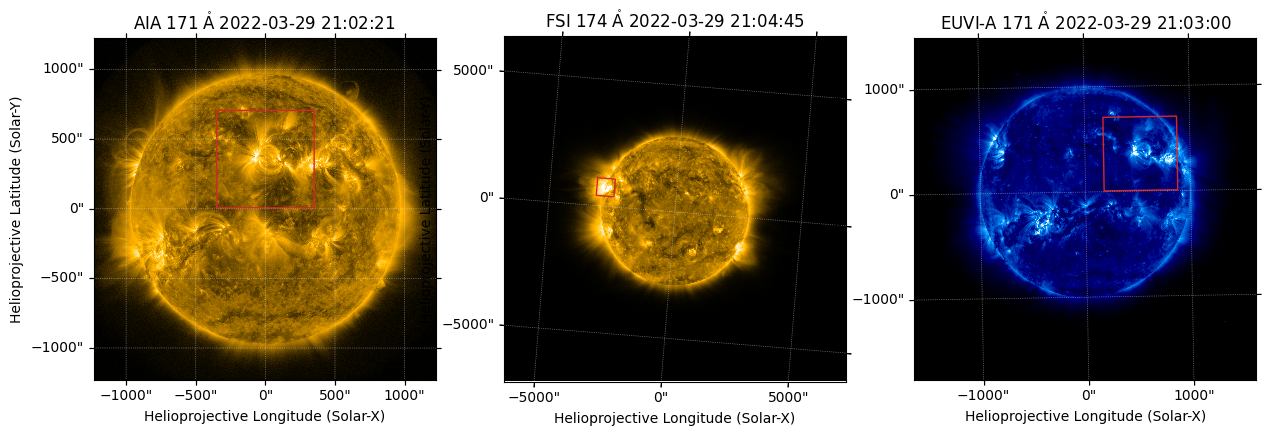 AIA 171 Å 2022-03-29 21:02:21
FSI 174 Å 2022-03-29 21:04:45
EUVI-A 171 Å 2022-03-29 21:03:00
Helioprojective Latitude (Solar-Y)
1000"
500"
0"
−500"
−1000"
−1000" −500" 0" 500" 1000"
Helioprojective Longitude (Solar-X)
Helioprojective Latitude (Solar-Y)
5000"
0"
−5000"
−5000" 0" 5000"
Helioprojective Longitude (Solar-X)
1000"
0"
−1000"
−1000" 0" 1000"
Helioprojective Longitude (Solar-X)